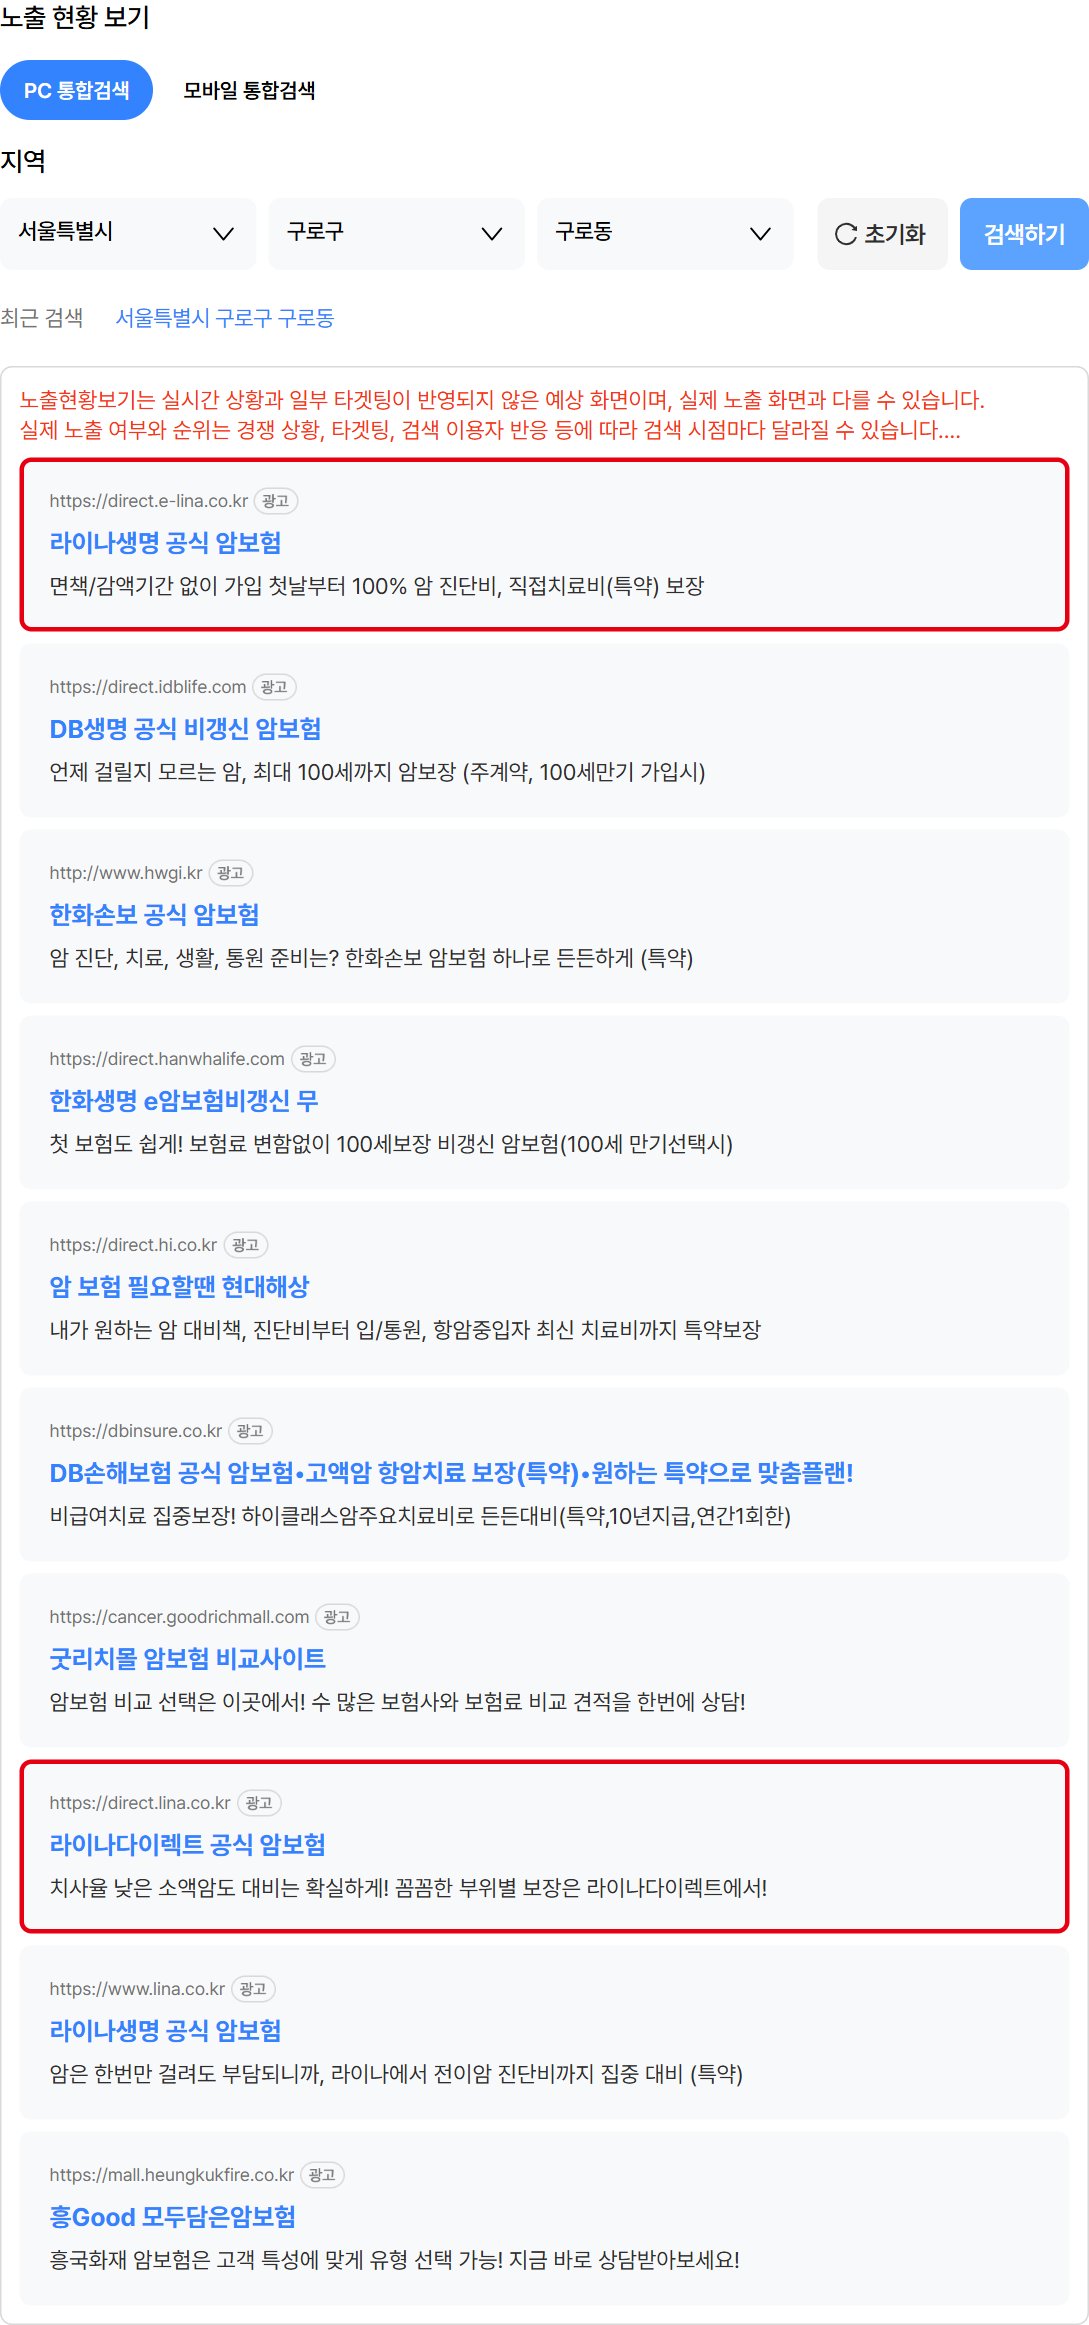 노출 현황 보기
PC 통합검색 모바일 통합검색
지역
서울특별시 구로구 구로동 초기화 검색하기
최근 검색 서울특별시 구로구 구로동
노출현황보기는 실시간 상황과 일부 타겟팅이 반영되지 않은 예상 화면이며, 실제 노출 화면과 다를 수 있습니다.
실제 노출 여부와 순위는 경쟁 상황, 타겟팅, 검색 이용자 반응 등에 따라 검색 시점마다 달라질 수 있습니다....
https://direct.e-lina.co.kr 광고
라이나생명 공식 암보험
면책/감액기간 없이 가입 첫날부터 100% 암 진단비, 직접치료비(특약) 보장
https://direct.idblife.com 광고
DB생명 공식 비갱신 암보험
언제 걸릴지 모르는 암, 최대 100세까지 암보장 (주계약, 100세만기 가입시)
http://www.hwgi.kr 광고
한화손보 공식 암보험
암 진단, 치료, 생활, 통원 준비는? 한화손보 암보험 하나로 든든하게 (특약)
https://direct.hanwhalife.com 광고
한화생명 e암보험비갱신 무
첫 보험도 쉽게! 보험료 변함없이 100세보장 비갱신 암보험(100세 만기선택시)
https://direct.hi.co.kr 광고
암 보험 필요할땐 현대해상
내가 원하는 암 대비책, 진단비부터 입/통원, 항암중입자 최신 치료비까지 특약보장
https://dbinsure.co.kr 광고
DB손해보험 공식 암보험•고액암 항암치료 보장(특약)•원하는 특약으로 맞춤플랜!
비급여치료 집중보장! 하이클래스암주요치료비로 든든대비(특약,10년지급,연간1회한)
https://cancer.goodrichmall.com 광고
굿리치몰 암보험 비교사이트
암보험 비교 선택은 이곳에서! 수 많은 보험사와 보험료 비교 견적을 한번에 상담!
https://direct.lina.co.kr 광고
라이나다이렉트 공식 암보험
치사율 낮은 소액암도 대비는 확실하게! 꼼꼼한 부위별 보장은 라이나다이렉트에서!
https://www.lina.co.kr 광고
라이나생명 공식 암보험
암은 한번만 걸려도 부담되니까, 라이나에서 전이암 진단비까지 집중 대비 (특약)
https://mall.heungkukfire.co.kr 광고
흥Good 모두담은암보험
흥국화재 암보험은 고객 특성에 맞게 유형 선택 가능! 지금 바로 상담받아보세요!